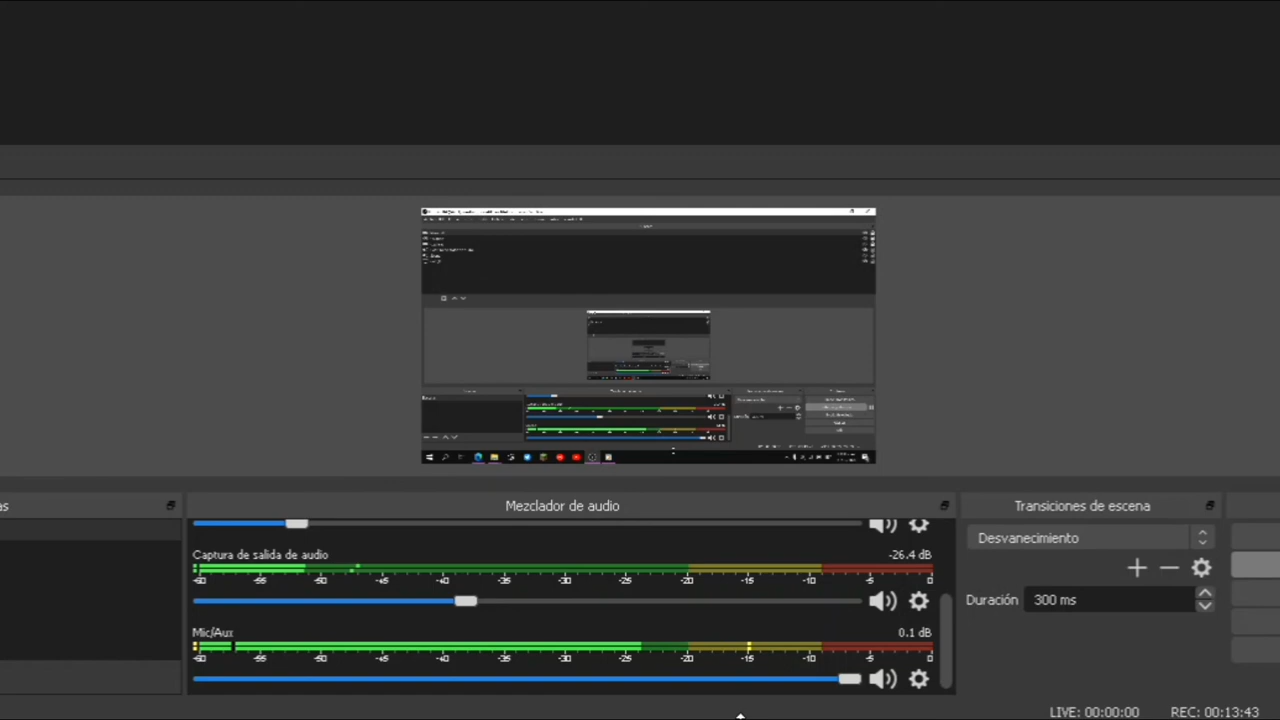 as
Mezclador de audio
Transiciones de escena
Captura de salida de audio
-26.4 dB
-60 -55 -50 -45 -40 -35 -30 -25 -20 -15 -10 -5 0
Mic/Aux
0.1 dB
-60 -55 -50 -45 -40 -35 -30 -25 -20 -15 -10 -5 0
Desvanecimiento
Duración 300 ms
LIVE: 00:00:00 REC: 00:13:43